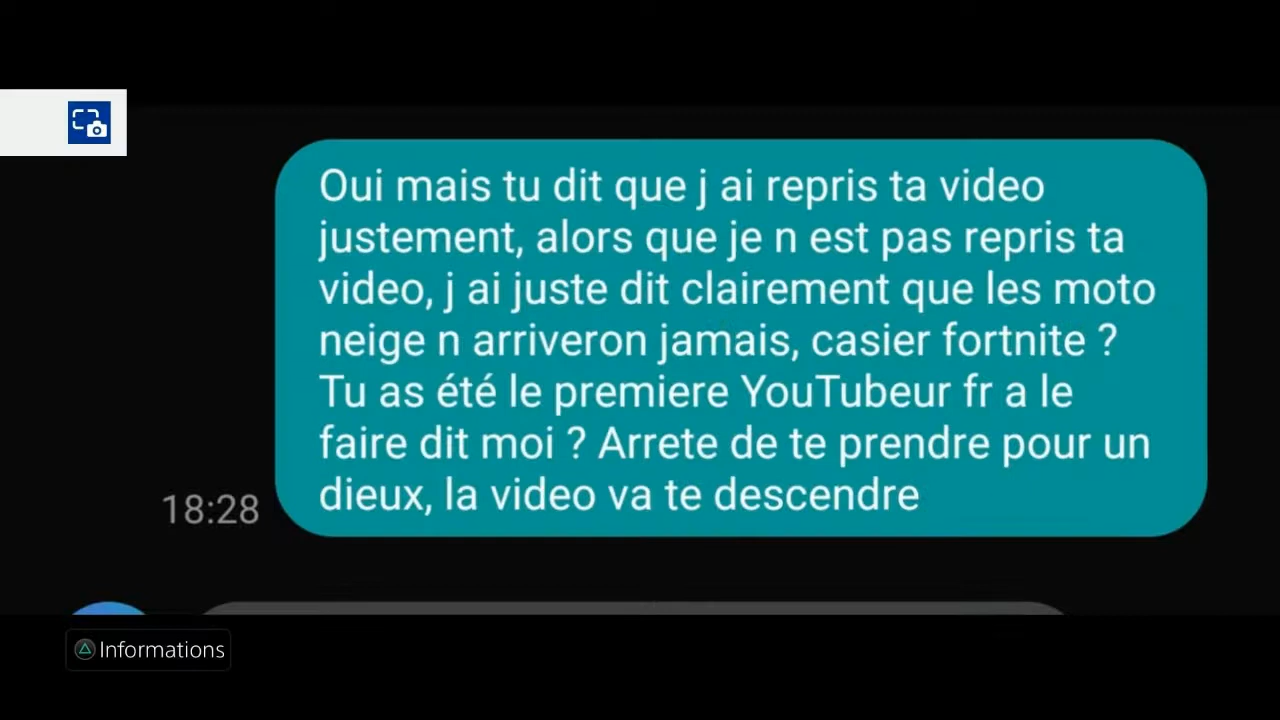 Oui mais tu dit que j ai repris ta video
justement, alors que je n est pas repris ta
video, j ai juste dit clairement que les moto
neige n arriveron jamais, casier fortnite ?
Tu as été le premiere YouTubeur fr a le
faire dit moi ? Arrete de te prendre pour un
dieux, la video va te descendre
18:28
Informations